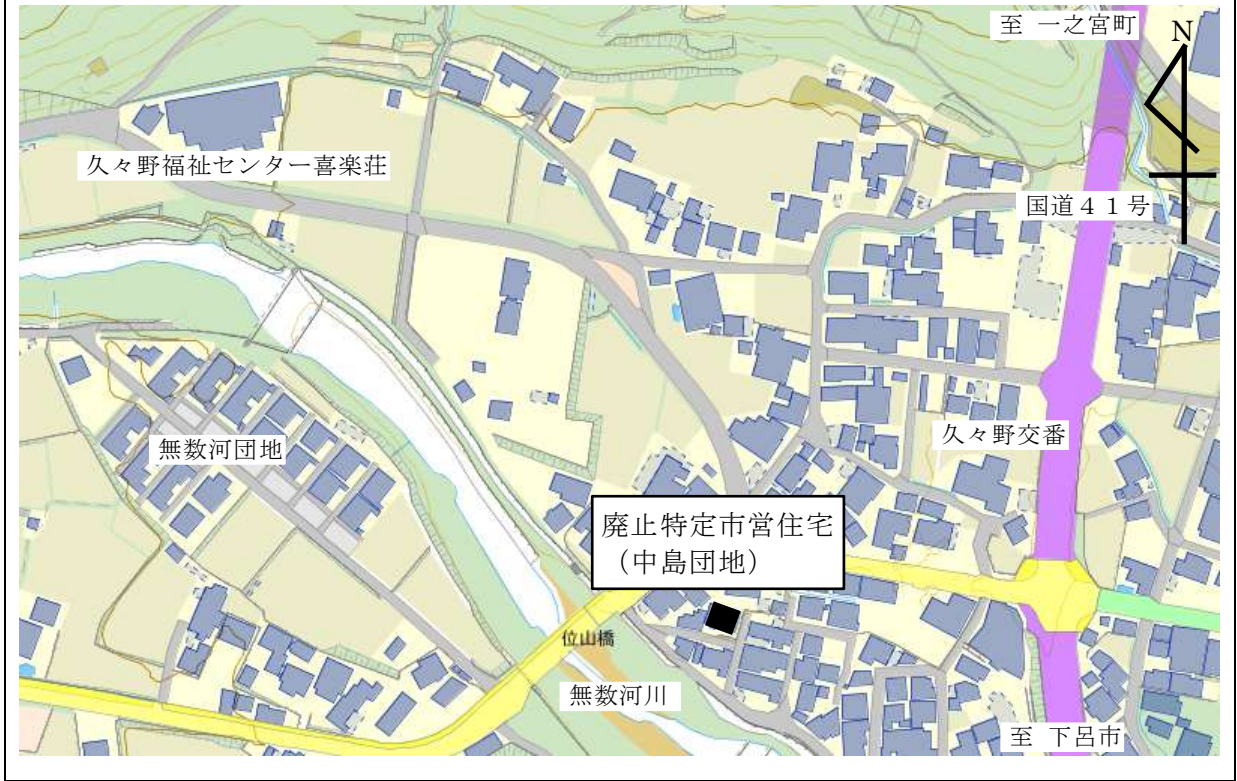 至 一之宮町
N
久々野福祉センター喜楽荘
国道４１号
無数河団地
久々野交番
廃止特定市営住宅
（中島団地）
位山橋
無数河川
至 下呂市